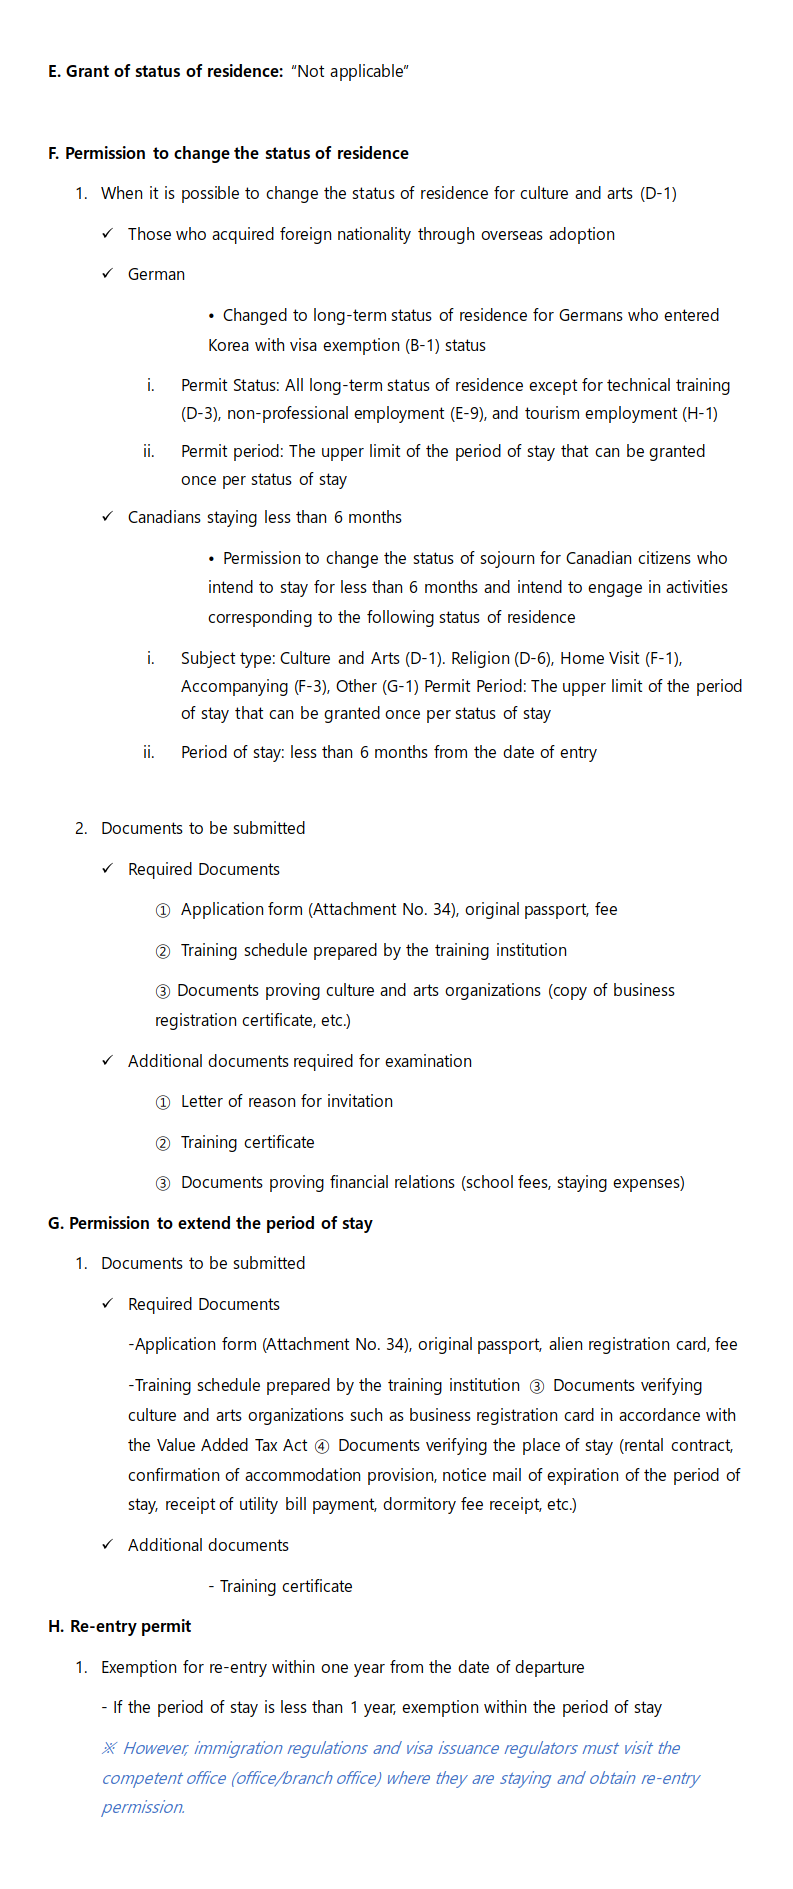 E. Grant of status of residence: “Not applicable”
F. Permission to change the status of residence
1. When it is possible to change the status of residence for culture and arts (D-1)
✓ Those who acquired foreign nationality through overseas adoption
✓ German
• Changed to long-term status of residence for Germans who entered
Korea with visa exemption (B-1) status
i. Permit Status: All long-term status of residence except for technical training
(D-3), non-professional employment (E-9), and tourism employment (H-1)
ii. Permit period: The upper limit of the period of stay that can be granted
once per status of stay
✓ Canadians staying less than 6 months
• Permission to change the status of sojourn for Canadian citizens who
intend to stay for less than 6 months and intend to engage in activities
corresponding to the following status of residence
i. Subject type: Culture and Arts (D-1). Religion (D-6), Home Visit (F-1),
Accompanying (F-3), Other (G-1) Permit Period: The upper limit of the period
of stay that can be granted once per status of stay
ii. Period of stay: less than 6 months from the date of entry
2. Documents to be submitted
✓ Required Documents
① Application form (Attachment No. 34), original passport, fee
② Training schedule prepared by the training institution
③ Documents proving culture and arts organizations (copy of business
registration certificate, etc.)
✓ Additional documents required for examination
① Letter of reason for invitation
② Training certificate
③ Documents proving financial relations (school fees, staying expenses)
G. Permission to extend the period of stay
1. Documents to be submitted
✓ Required Documents
-Application form (Attachment No. 34), original passport, alien registration card, fee
-Training schedule prepared by the training institution ③ Documents verifying
culture and arts organizations such as business registration card in accordance with
the Value Added Tax Act ④ Documents verifying the place of stay (rental contract,
confirmation of accommodation provision, notice mail of expiration of the period of
stay, receipt of utility bill payment, dormitory fee receipt, etc.)
✓ Additional documents
- Training certificate
H. Re-entry permit
1. Exemption for re-entry within one year from the date of departure
- If the period of stay is less than 1 year, exemption within the period of stay
※ However, immigration regulations and visa issuance regulators must visit the
competent office (office/branch office) where they are staying and obtain re-entry
permission.